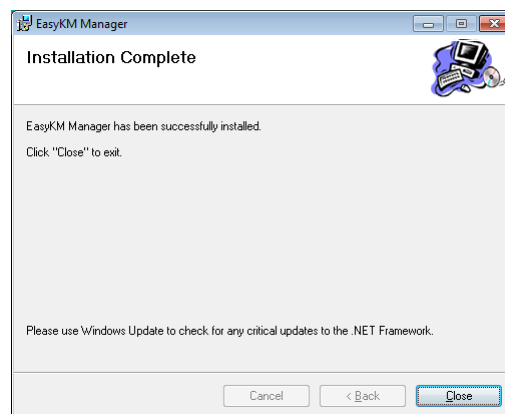 EasyKM Manager
Installation Complete
EasyKM Manager has been successfully installed.
Click "Close" to exit.
Please use Windows Update to check for any critical updates to the .NET Framework.
Cancel
< Back
Close